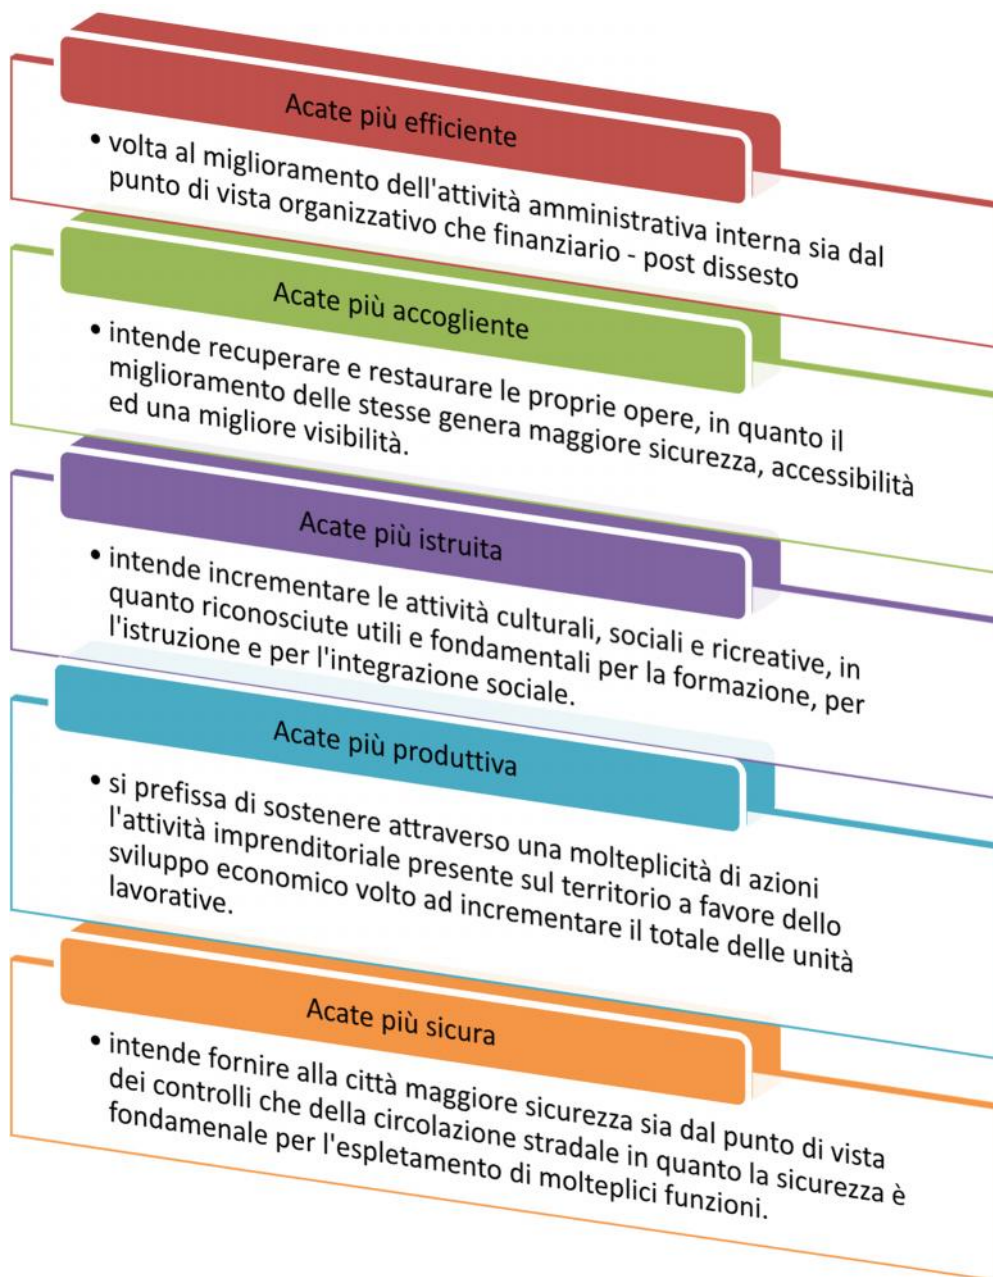 Acate più efficiente
• volta al miglioramento dell'attività amministrativa interna sia dal
punto di vista organizzativo che finanziario - post dissesto
Acate più accogliente
• intende recuperare e restaurare le proprie opere, in quanto il
miglioramento delle stesse genera maggiore sicurezza, accessibilità
ed una migliore visibilità.
Acate più istruita
• intende incrementare le attività culturali, sociali e ricreative, in
quanto riconosciute utili e fondamentali per la formazione, per
l'istruzione e per l'integrazione sociale.
Acate più produttiva
• si prefissa di sostenere attraverso una molteplicità di azioni
l'attività imprenditoriale presente sul territorio a favore dello
sviluppo economico volto ad incrementare il totale delle unità
lavorative.
Acate più sicura
• intende fornire alla città maggiore sicurezza sia dal punto di vista
dei controlli che della circolazione stradale in quanto la sicurezza è
fondamenale per l'espletamento di molteplici funzioni.